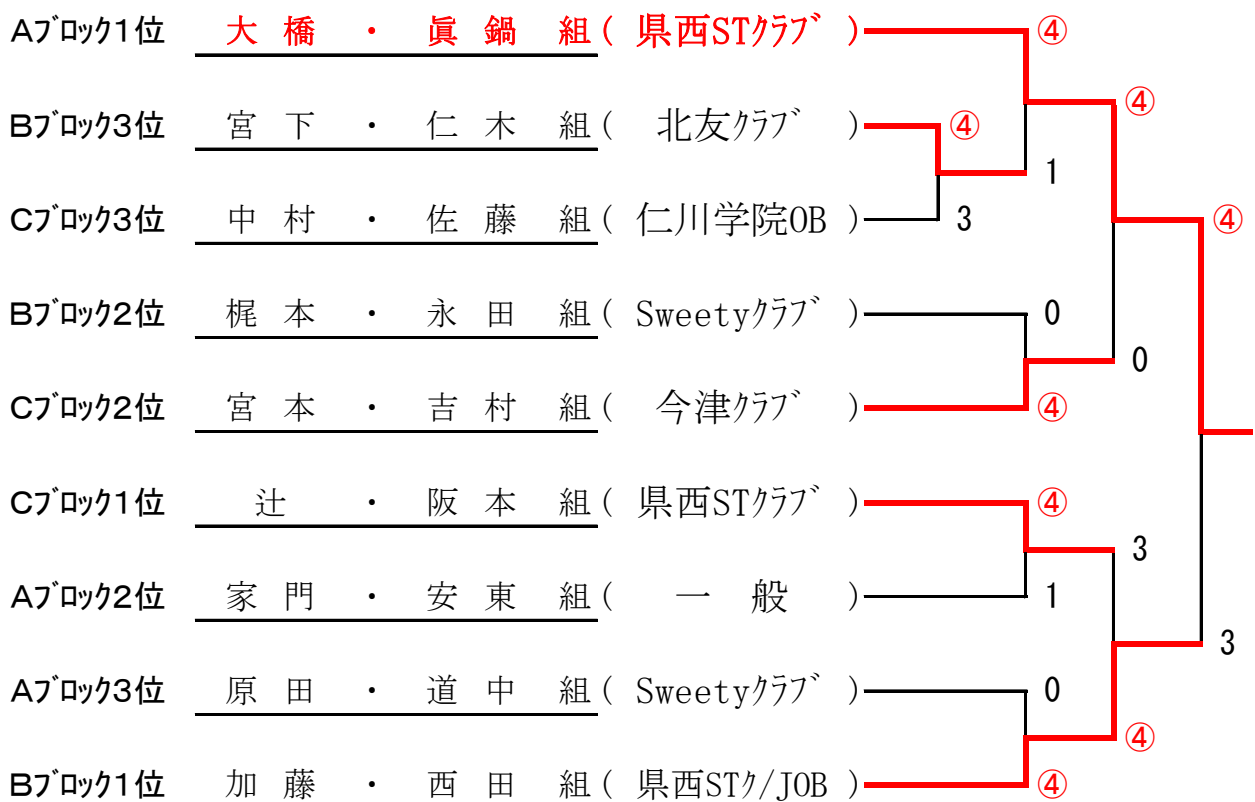 Aﾌﾞﾛｯｸ1位 大橋・眞鍋 組( 県西STｸﾗﾌﾞ ) ④
④
Bﾌﾞﾛｯｸ3位 宮下・仁木 組( 北友ｸﾗﾌﾞ ) ④
1
Cﾌﾞﾛｯｸ3位 中村・佐藤 組( 仁川学院OB ) 3 ④
Bﾌﾞﾛｯｸ2位 梶本・永田 組( Sweetyｸﾗﾌﾞ ) 0
0
Cﾌﾞﾛｯｸ2位 宮本・吉村 組( 今津ｸﾗﾌﾞ ) ④
Cﾌﾞﾛｯｸ1位 辻・阪本 組( 県西STｸﾗﾌﾞ ) ④
3
Aﾌﾞﾛｯｸ2位 家門・安東 組( 一般 ) 1
3
Aﾌﾞﾛｯｸ3位 原田・道中 組( Sweetyｸﾗﾌﾞ ) 0
④
Bﾌﾞﾛｯｸ1位 加藤・西田 組( 県西STｸ/JOB ) ④